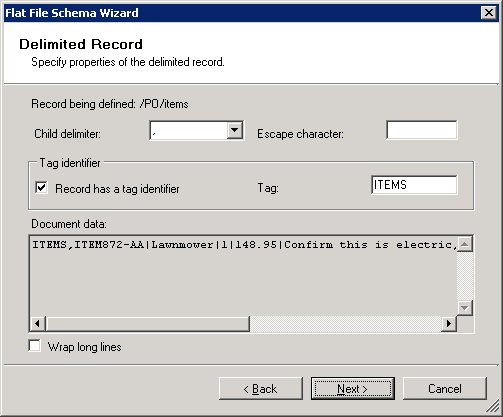 Flat File Schema Wizard
Delimited Record
Specify properties of the delimited record.
Record being defined: /PO/items
Child delimiter: , Escape character:
Tag identifier
Record has a tag identifier Tag: ITEMS
Document data:
ITEMS,ITEM872-AA|Lawnmower|1|148.95|Confirm this is electric,
Wrap long lines
< Back Next > Cancel